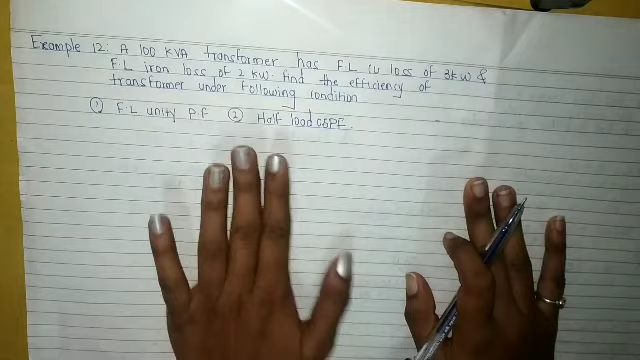 Example 12: A 100 KVA transformer has F.L cu loss of 3kW &
F.L iron loss of 2 kW. Find the efficiency of
transformer under following condition
① F.L unity P.F ② Half load 0.8PF.